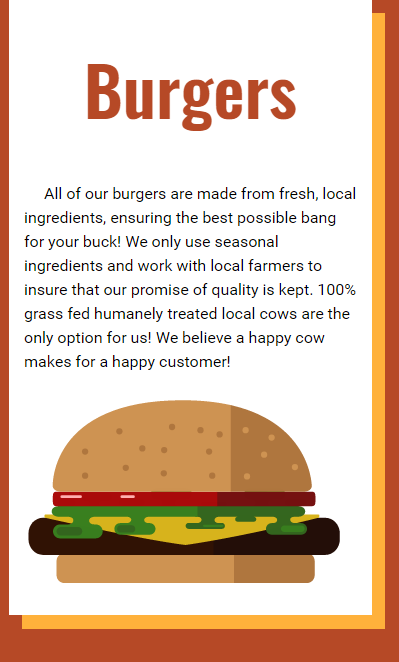 Burgers
All of our burgers are made from fresh, local
ingredients, ensuring the best possible bang
for your buck! We only use seasonal
ingredients and work with local farmers to
insure that our promise of quality is kept. 100%
grass fed humanely treated local cows are the
only option for us! We believe a happy cow
makes for a happy customer!